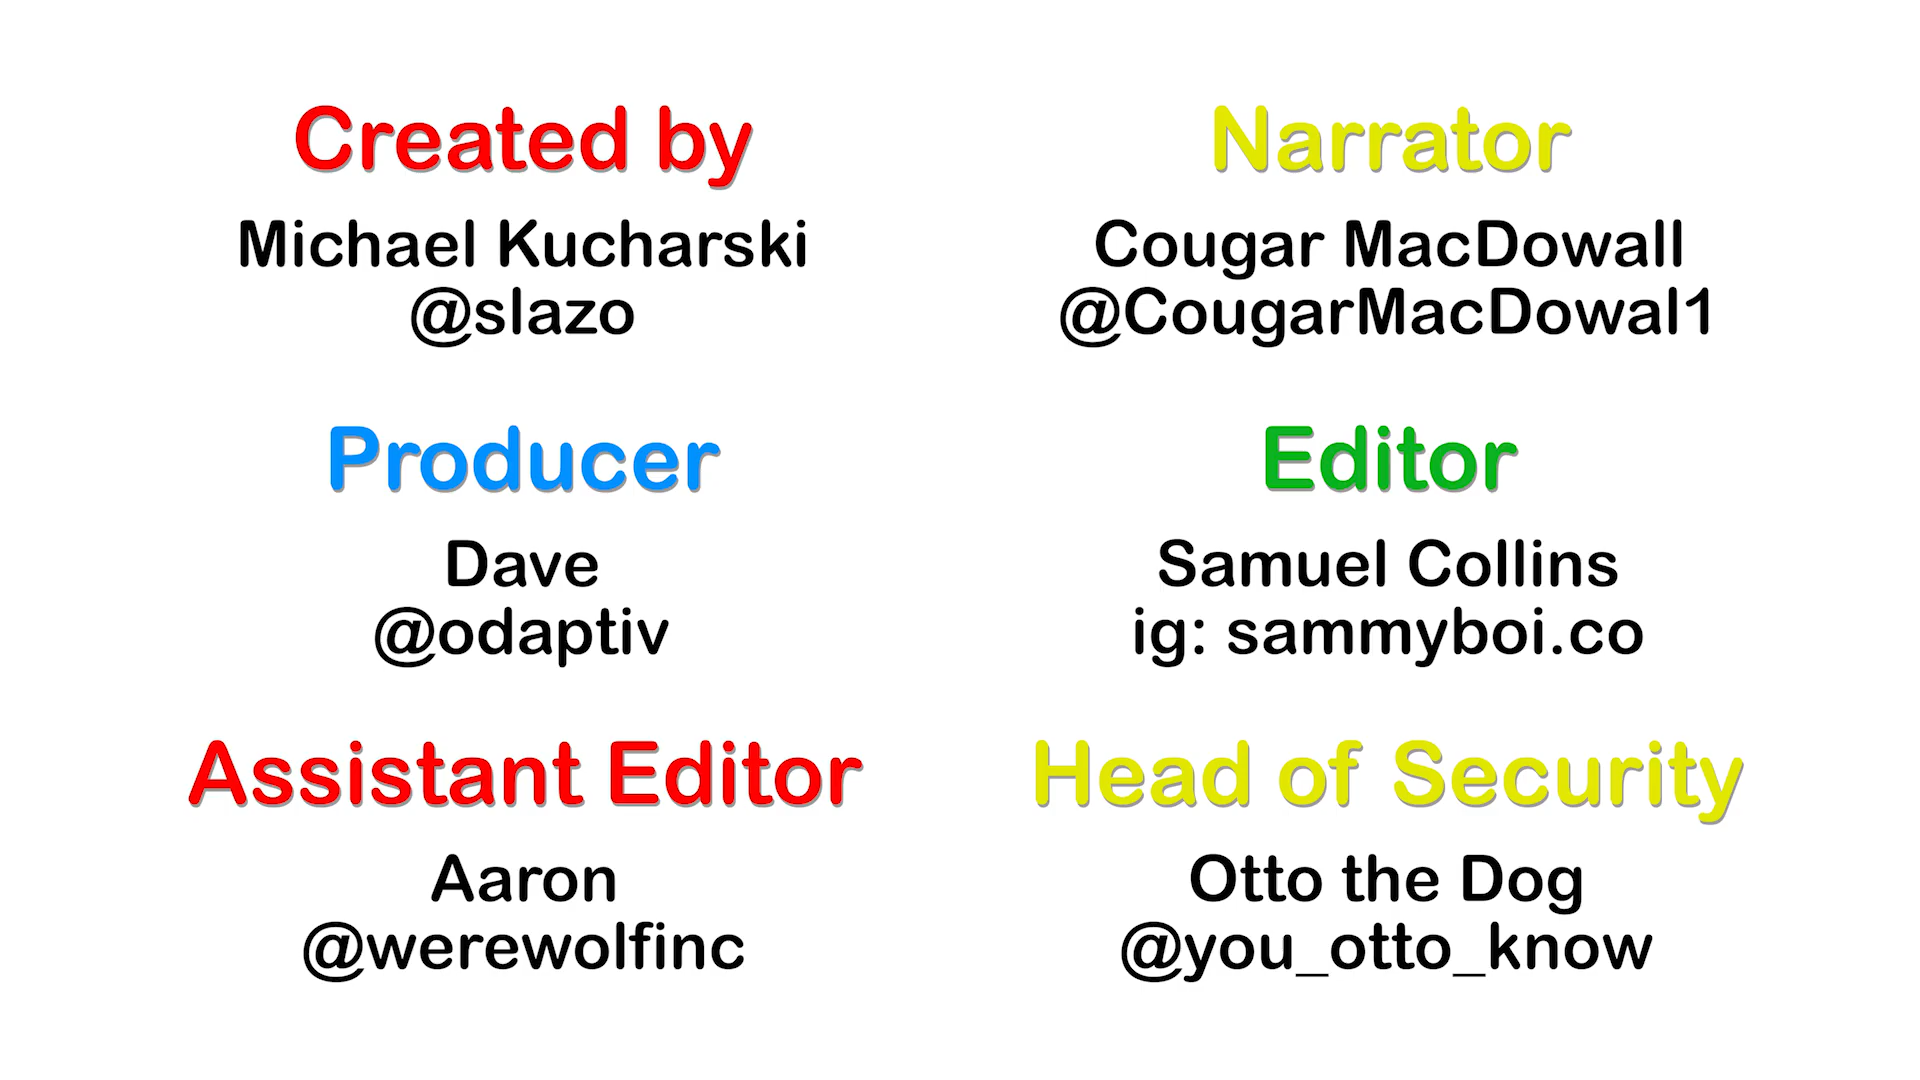 Created by
Michael Kucharski
@slazo
Narrator
Cougar MacDowall
@CougarMacDowal1
Producer
Dave
@odaptiv
Editor
Samuel Collins
ig: sammyboi.co
Assistant Editor
Aaron
@werewolfinc
Head of Security
Otto the Dog
@you_otto_know